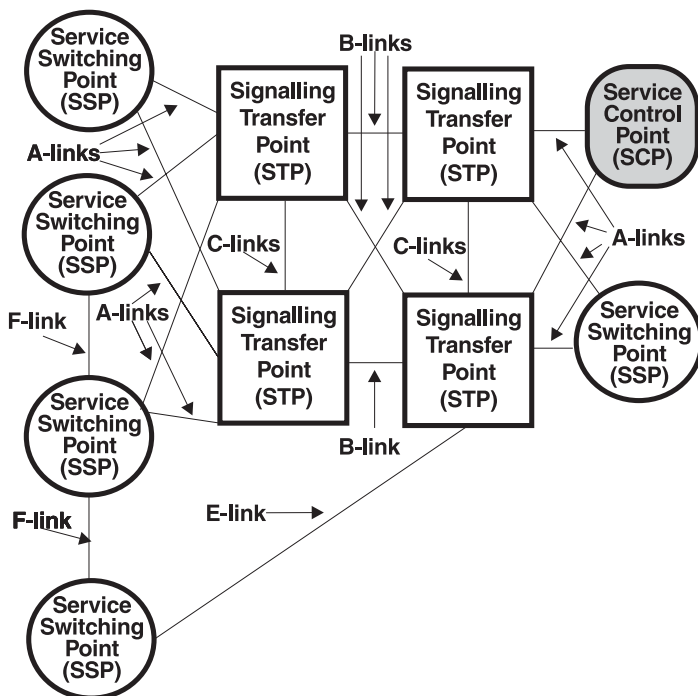 Service
Switching
Point
(SSP)
B-links
Signalling
Transfer
Point
(STP)
Signalling
Transfer
Point
(STP)
Service
Control
Point
(SCP)
A-links
Service
Switching
Point
(SSP)
C-links
C-links
A-links
F-link
A-links
Signalling
Transfer
Point
(STP)
Signalling
Transfer
Point
(STP)
Service
Switching
Point
(SSP)
Service
Switching
Point
(SSP)
B-link
F-link
E-link
Service
Switching
Point
(SSP)